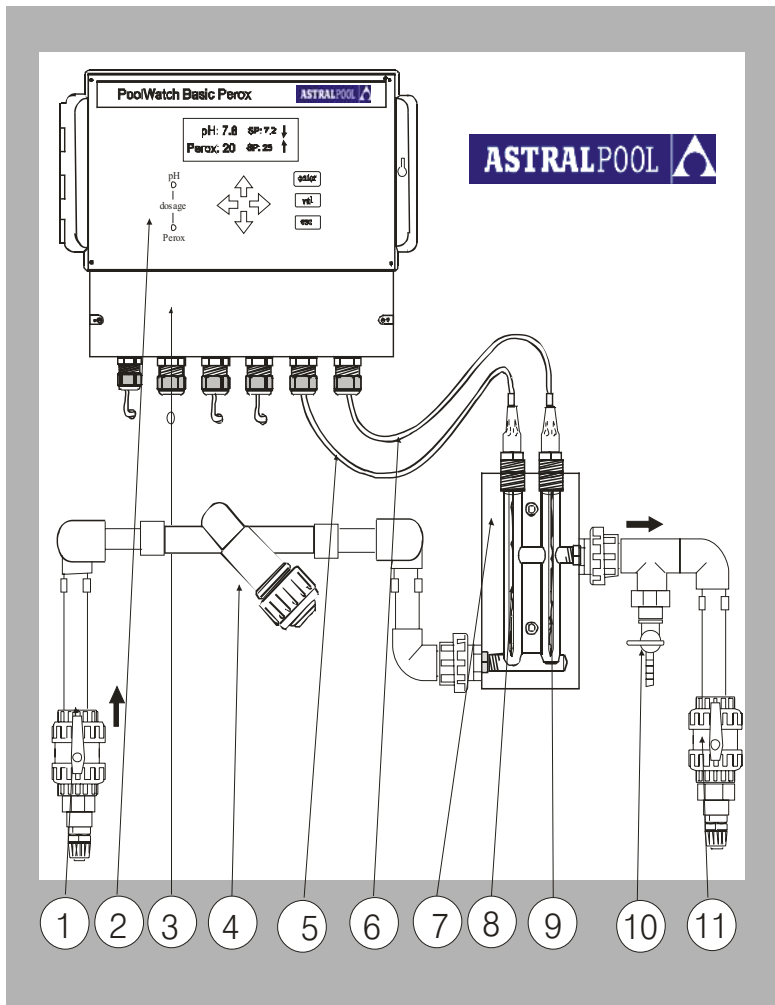 PoolWatch Basic Perox
ASTRALPOOL
pH: 7.8 SP: 7,2 ↓
Perox: 20 SP: 25 ↑
pH
dosage
Perox
val
esc
ASTRALPOOL
1 2 3 4 5 6 7 8 9 10 11